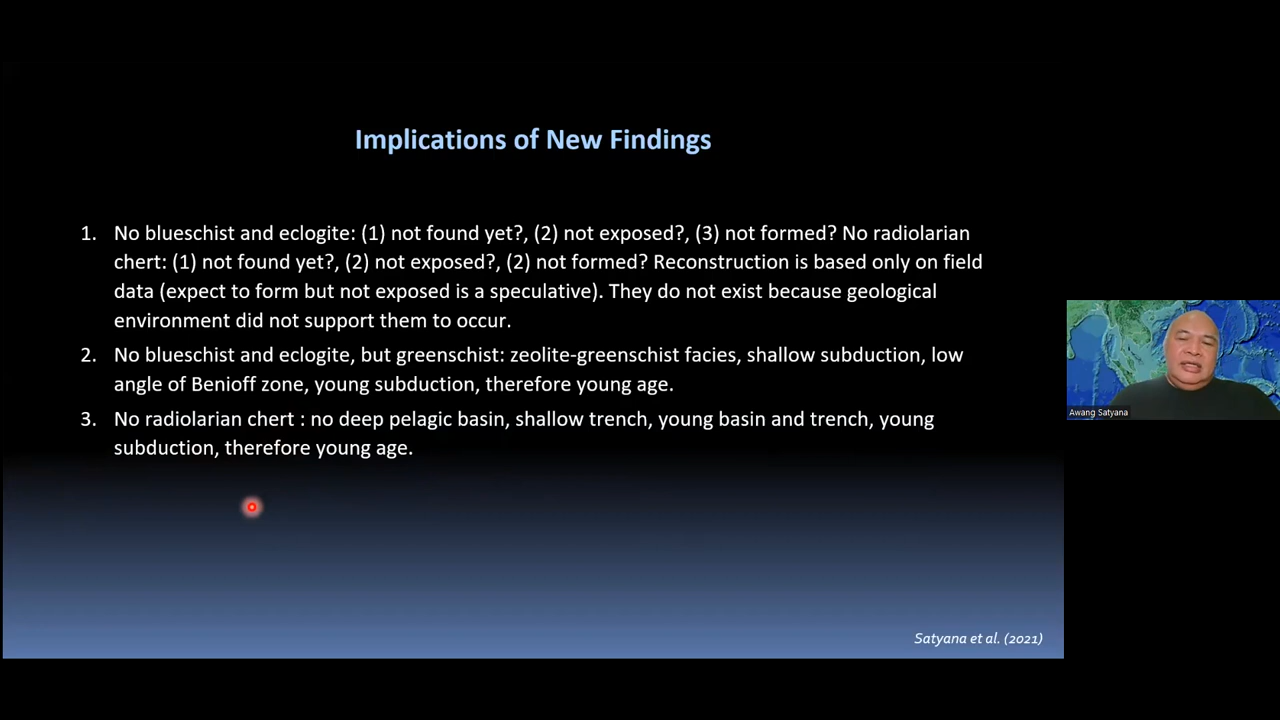 Implications of New Findings
1. No blueschist and eclogite: (1) not found yet?, (2) not exposed?, (3) not formed? No radiolarian
chert: (1) not found yet?, (2) not exposed?, (2) not formed? Reconstruction is based only on field
data (expect to form but not exposed is a speculative). They do not exist because geological
environment did not support them to occur.
2. No blueschist and eclogite, but greenschist: zeolite-greenschist facies, shallow subduction, low
angle of Benioff zone, young subduction, therefore young age.
3. No radiolarian chert : no deep pelagic basin, shallow trench, young basin and trench, young
subduction, therefore young age.
Awang Satyana
Satyana et al. (2021)